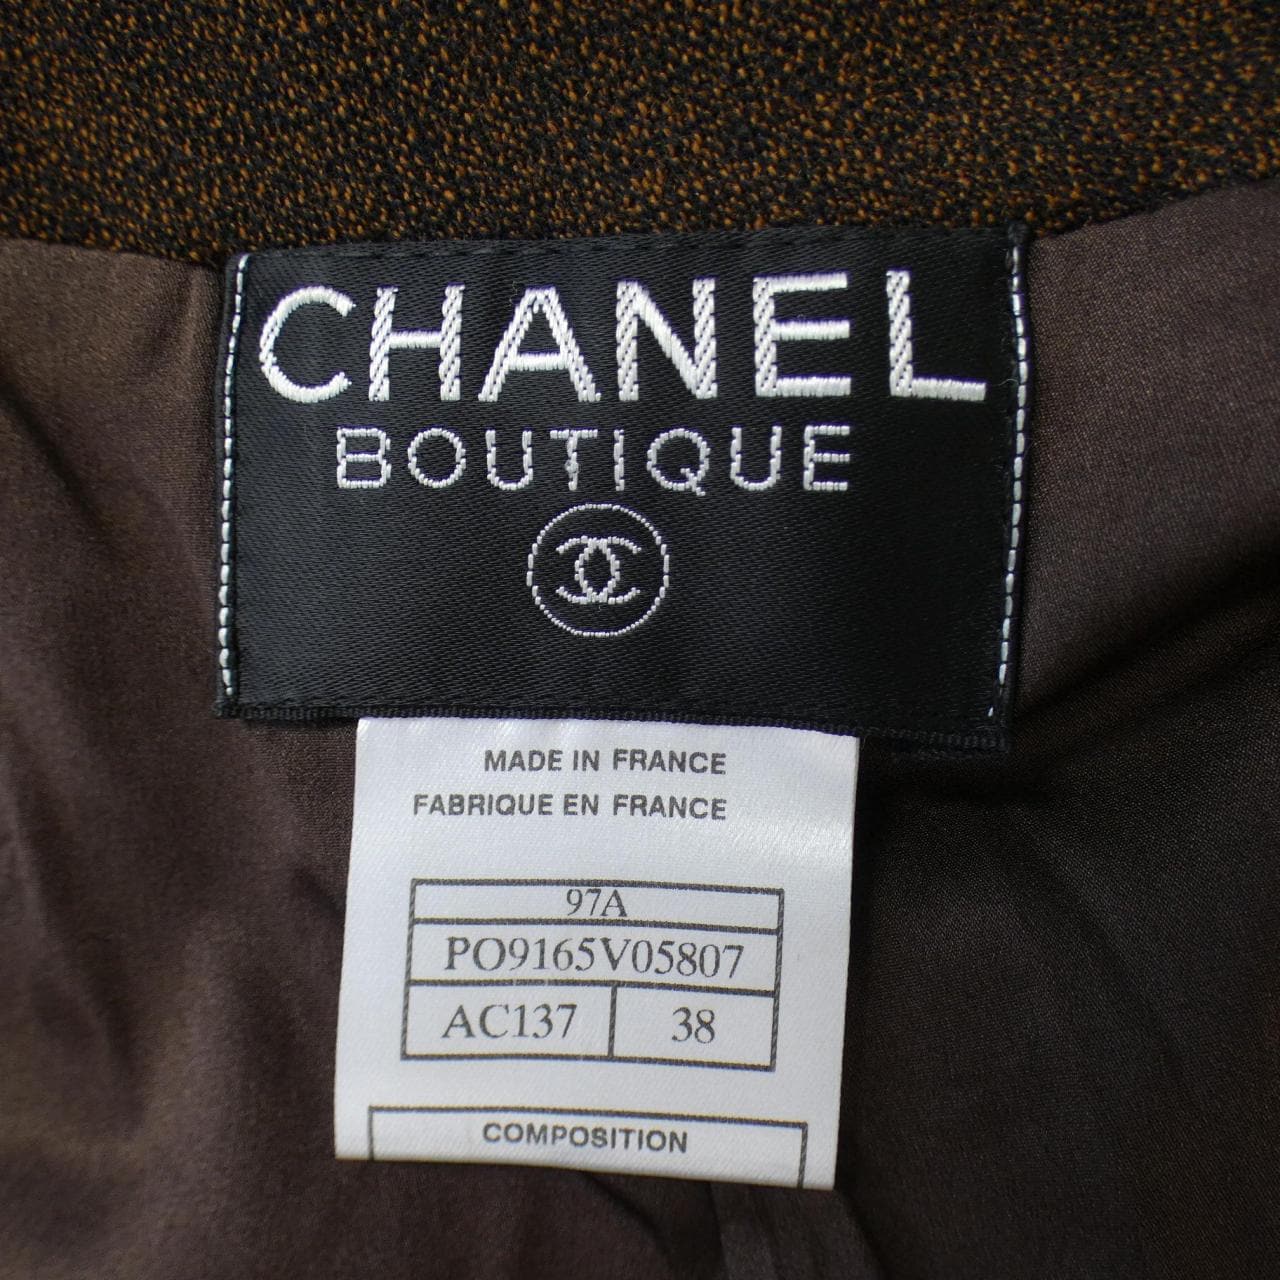 CHANEL
BOUTIQUE
MADE IN FRANCE
FABRIQUE EN FRANCE
97A
PO9165V05807
AC137 38
COMPOSITION